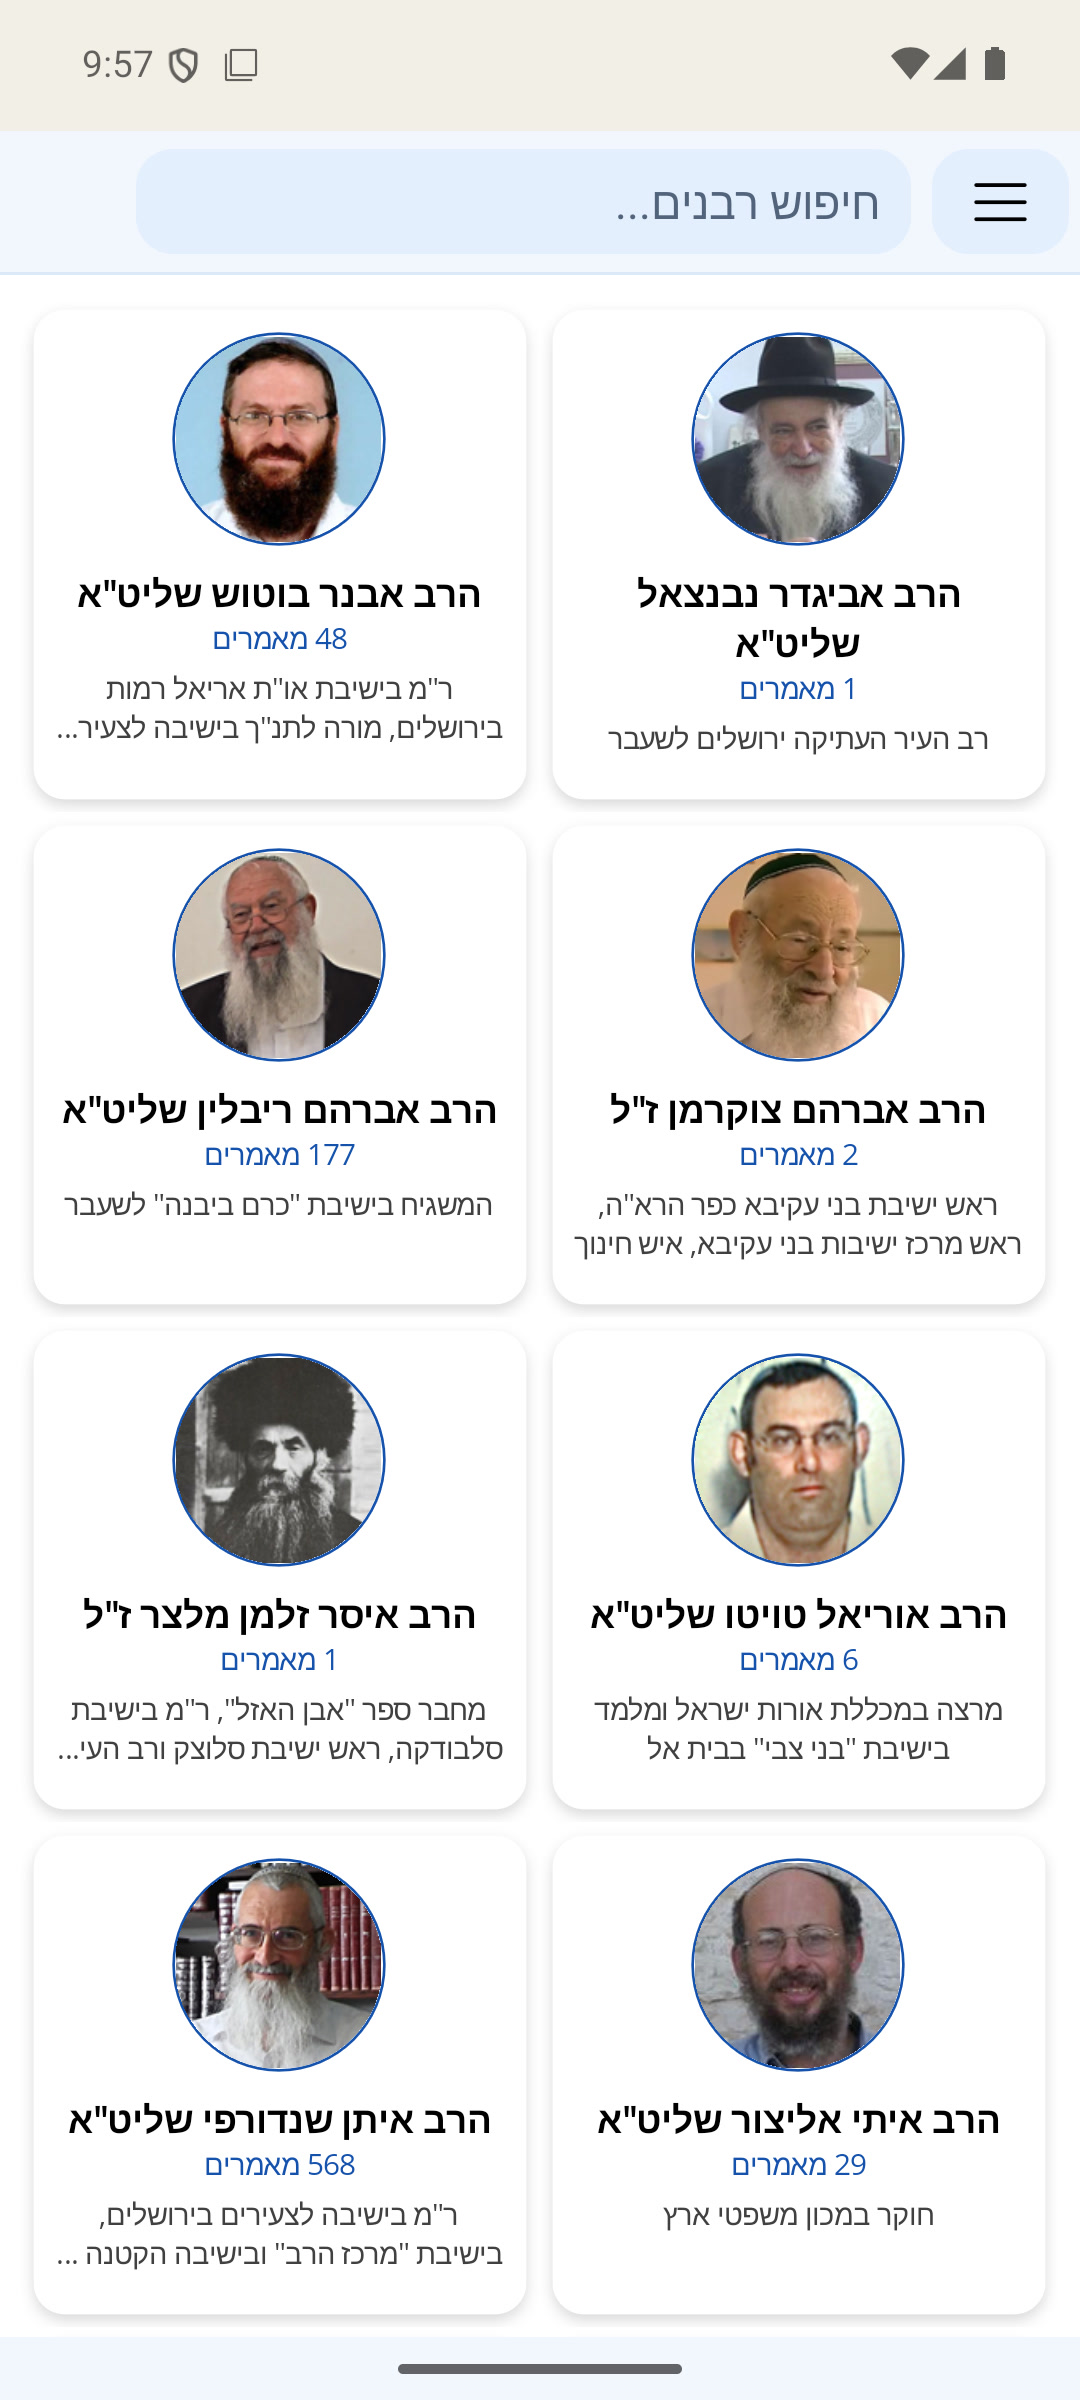 9:57
חיפוש רבנים...
הרב אביגדר נבנצאל
שליט"א
1 מאמרים
רב העיר העתיקה ירושלים לשעבר
הרב אבנר בוטוש שליט"א
48 מאמרים
ר"מ בישיבת או"ת אריאל רמות
בירושלים, מורה לתנ"ך בישיבה לצעיר...
הרב אברהם צוקרמן ז"ל
2 מאמרים
ראש ישיבת בני עקיבא כפר הרא"ה,
ראש מרכז ישיבות בני עקיבא, איש חינוך
הרב אברהם ריבלין שליט"א
177 מאמרים
המשגיח בישיבת "כרם ביבנה" לשעבר
הרב אוריאל טויטו שליט"א
6 מאמרים
מרצה במכללת אורות ישראל ומלמד
בישיבת "בני צבי" בבית אל
הרב איסר זלמן מלצר ז"ל
1 מאמרים
מחבר ספר "אבן האזל", ר"מ בישיבת
סלבודקה, ראש ישיבת סלוצק ורב העי...
הרב איתי אליצור שליט"א
29 מאמרים
חוקר במכון משפטי ארץ
הרב איתן שנדורפי שליט"א
568 מאמרים
ר"מ בישיבה לצעירים בירושלים,
בישיבת "מרכז הרב" ובישיבה הקטנה ...